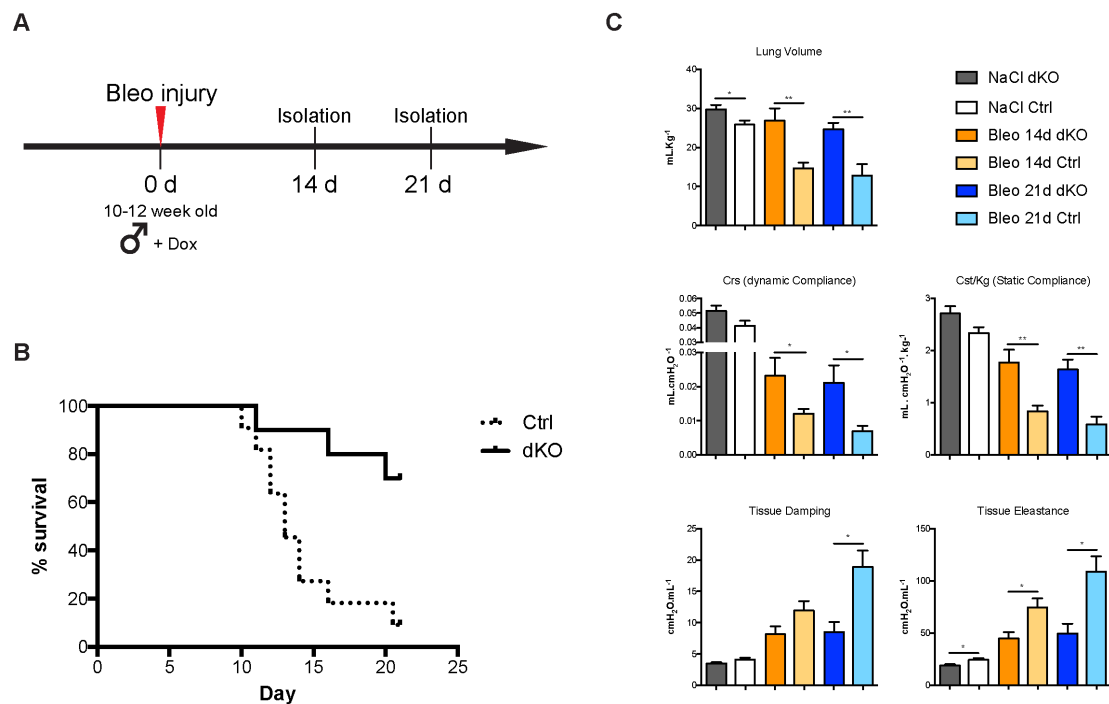 A
Bleo injury
Isolation
Isolation
0 d
14 d
21 d
10-12 week old
♂ + Dox
B
100
80
60
40
20
0
% survival
0
5
10
15
20
25
Day
Ctrl
dKO
C
Lung Volume
40
30
20
10
0
mL.Kg⁻¹
*
**
**
NaCl dKO
NaCl Ctrl
Bleo 14d dKO
Bleo 14d Ctrl
Bleo 21d dKO
Bleo 21d Ctrl
Crs (dynamic Compliance)
0.06
0.05
0.04
0.03
0.03
0.02
0.01
0.00
mL.cmH₂O⁻¹
*
*
Cst/Kg (Static Compliance)
3
2
1
0
mL . cmH₂O⁻¹. kg⁻¹
**
**
Tissue Damping
25
20
15
10
5
0
cmH₂O.mL⁻¹
*
Tissue Eleastance
150
100
50
0
cmH₂O.mL⁻¹
*
*
*